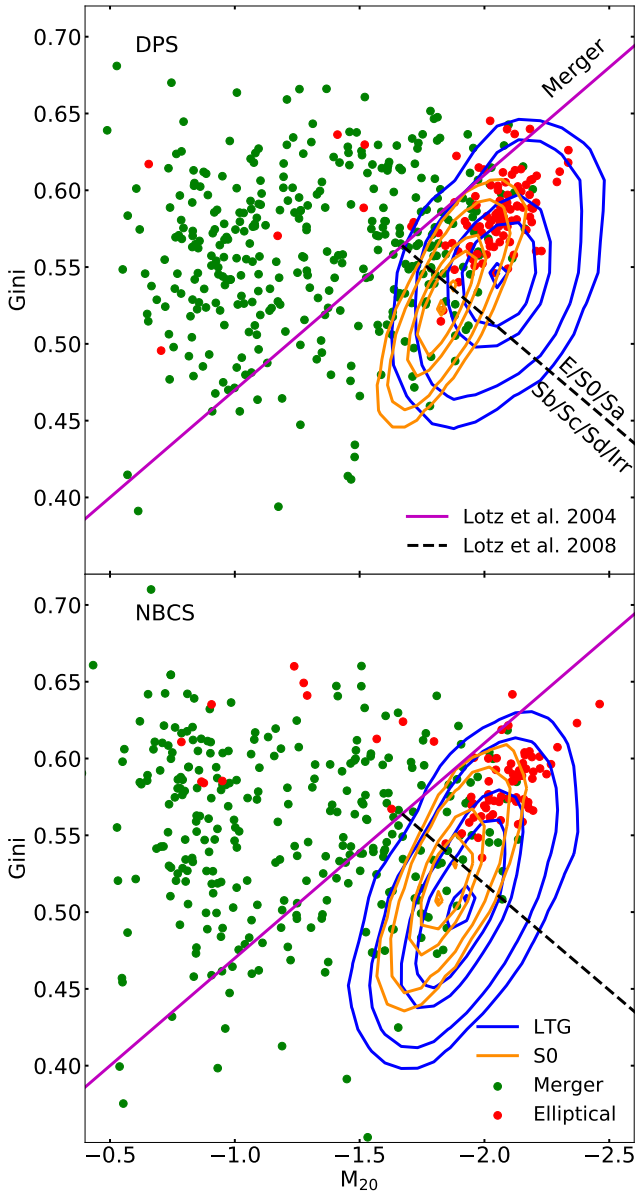 0.70
DPS
Merger
0.65
0.60
Gini
0.55
0.50
E/S0/Sa
Sb/Sc/Sd/Irr
0.45
0.40
Lotz et al. 2004
Lotz et al. 2008
0.70
NBCS
0.65
0.60
Gini
0.55
0.50
0.45
LTG
S0
0.40
Merger
Elliptical
−0.5 −1.0 −1.5 −2.0 −2.5
M20